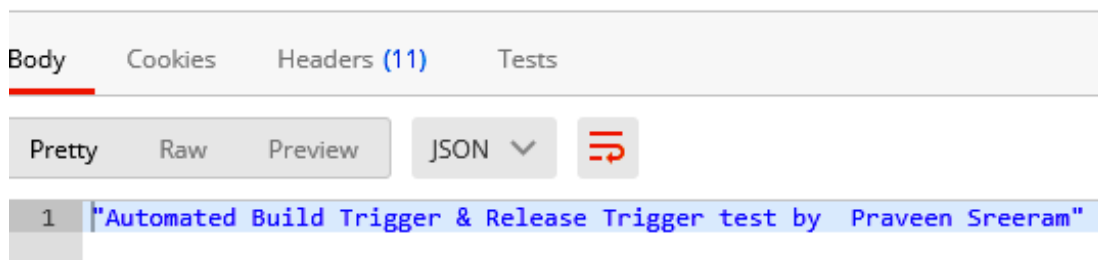 Body Cookies Headers (11) Tests
Pretty Raw Preview JSON
1 "Automated Build Trigger & Release Trigger test by  Praveen Sreeram"